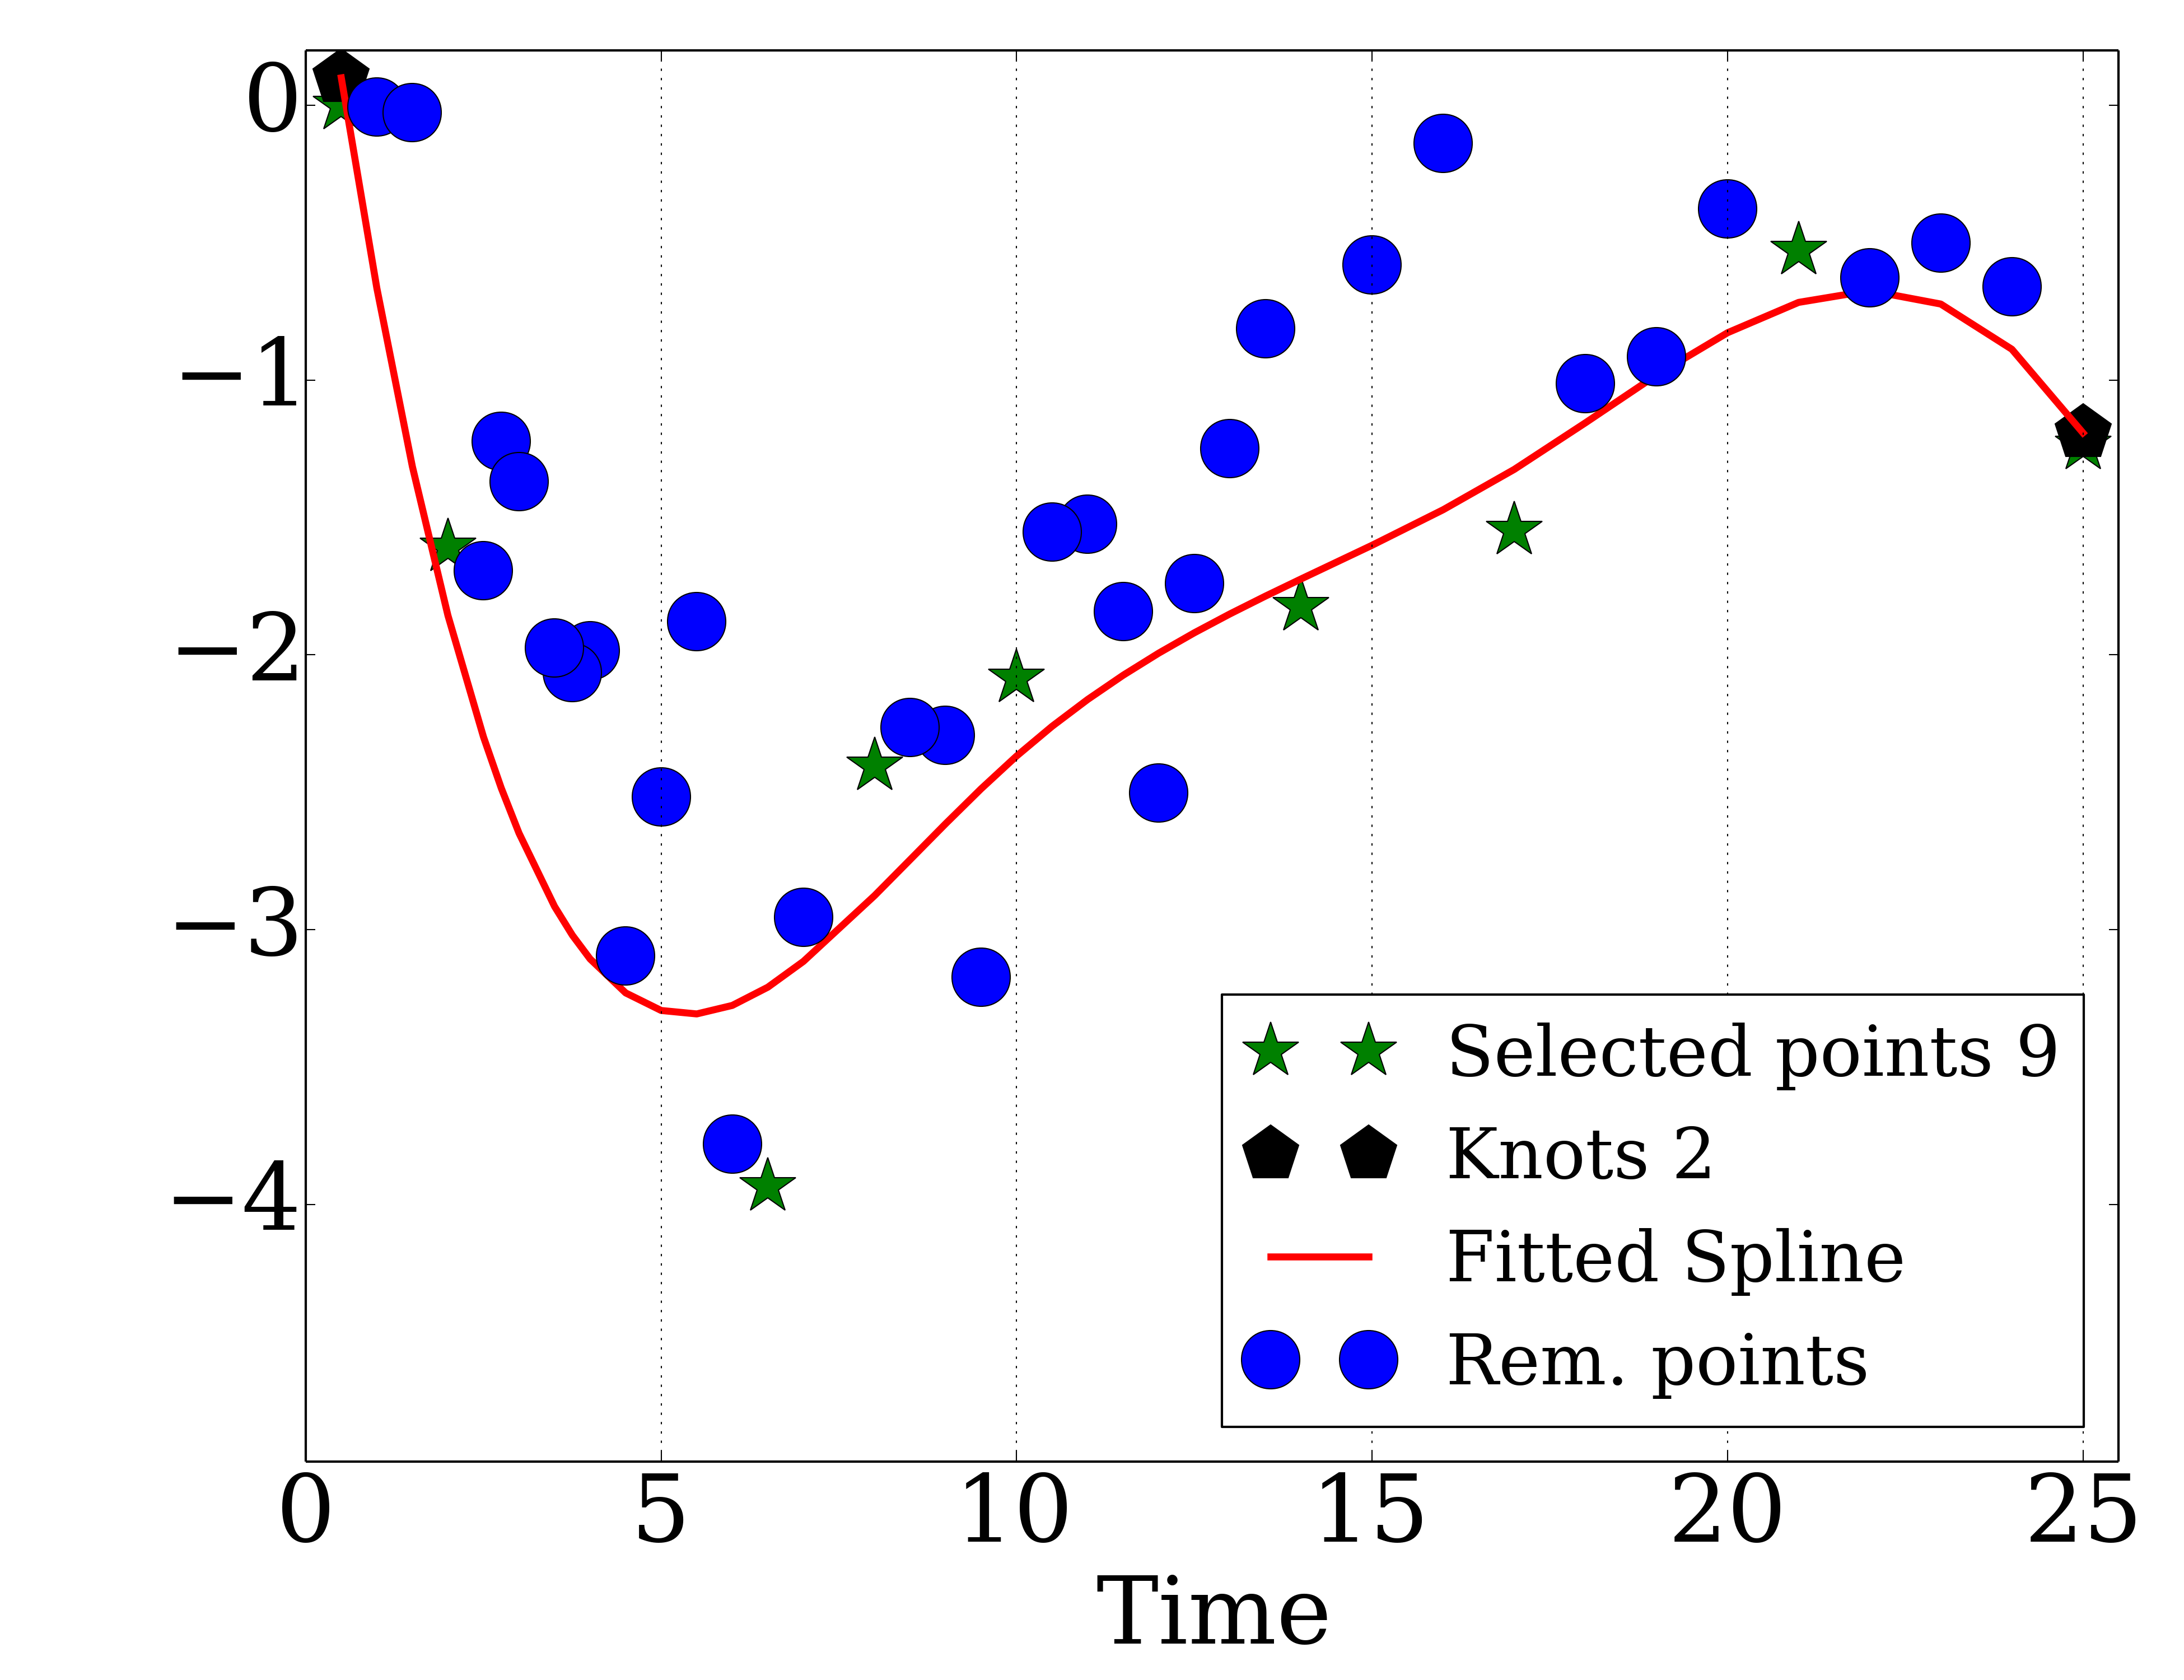 0
−1
−2
−3
−4
Selected points 9
Knots 2
Fitted Spline
Rem. points
0 5 10 15 20 25
Time